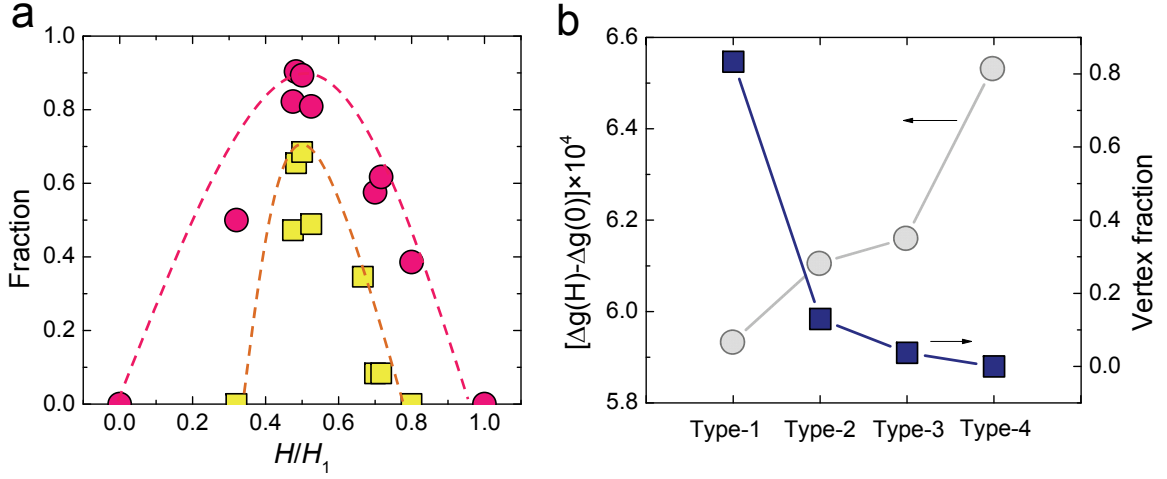 a
Fraction
1.0
0.8
0.6
0.4
0.2
0.0
0.0 0.2 0.4 0.6 0.8 1.0
H/H1
b
[Δg(H)-Δg(0)]×10⁴
6.6
6.4
6.2
6.0
5.8
Type-1 Type-2 Type-3 Type-4
0.8
0.6
0.4
0.2
0.0
Vertex fraction